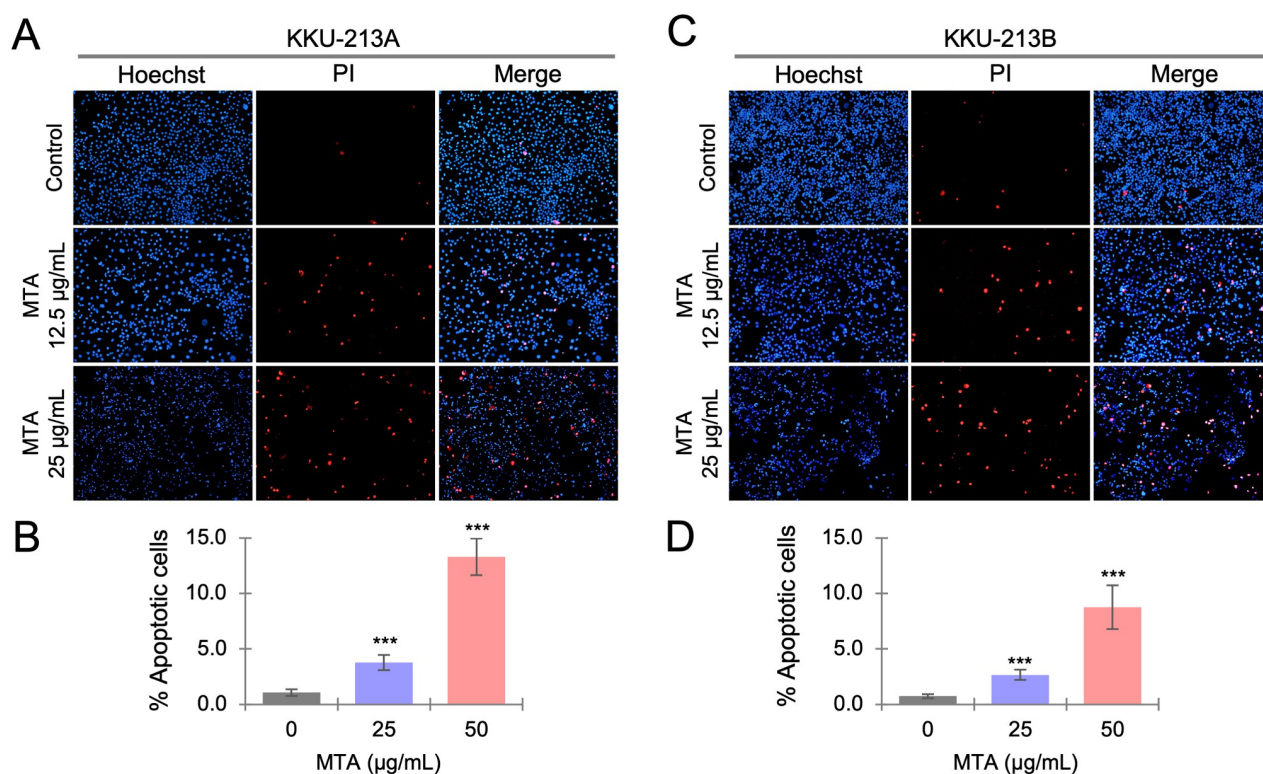 A
KKU-213A
Hoechst PI Merge
Control
MTA
12.5 µg/mL
MTA
25 µg/mL
B
% Apoptotic cells
15.0
10.0
5.0
0.0
***
***
0 25 50
MTA (µg/mL)
C
KKU-213B
Hoechst PI Merge
Control
MTA
12.5 µg/mL
MTA
25 µg/mL
D
% Apoptotic cells
15.0
10.0
5.0
0.0
***
***
0 25 50
MTA (µg/mL)